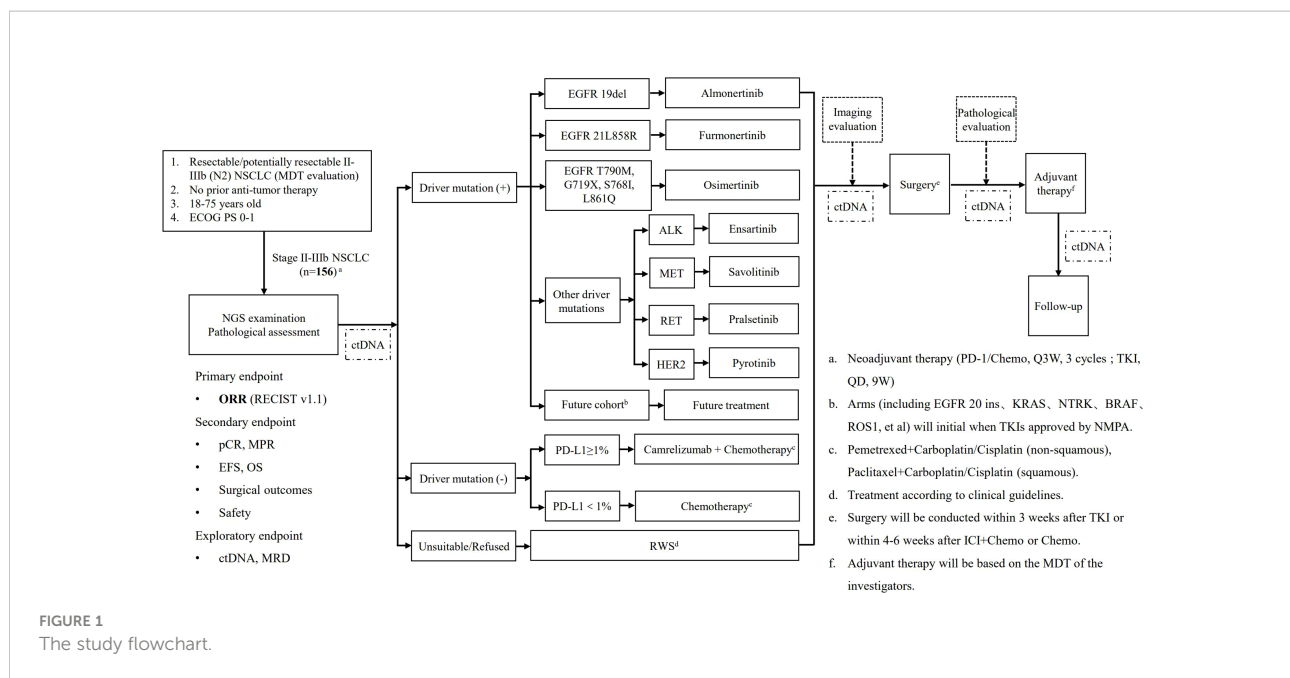 1. Resectable/potentially resectable II-
IIIb (N2) NSCLC (MDT evaluation)
2. No prior anti-tumor therapy
3. 18-75 years old
4. ECOG PS 0-1
Stage II-IIIb NSCLC
(n=156) a
NGS examination
Pathological assessment
ctDNA
Primary endpoint
• ORR (RECIST v1.1)
Secondary endpoint
• pCR, MPR
• EFS, OS
• Surgical outcomes
• Safety
Exploratory endpoint
• ctDNA, MRD
Driver mutation (+)
EGFR 19del
Almonertinib
EGFR 21L858R
Furmonertinib
EGFR T790M,
G719X, S768I,
L861Q
Osimertinib
Other driver
mutations
ALK
Ensartinib
MET
Savolitinib
RET
Pralsetinib
HER2
Pyrotinib
Future cohortb
Future treatment
Driver mutation (-)
PD-L1≥1%
Camrelizumab + Chemotherapyc
PD-L1 < 1%
Chemotherapyc
Unsuitable/Refused
RWSd
Imaging
evaluation
ctDNA
Surgerye
Pathological
evaluation
ctDNA
Adjuvant
therapyf
ctDNA
Follow-up
a. Neoadjuvant therapy (PD-1/Chemo, Q3W, 3 cycles ; TKI,
QD, 9W)
b. Arms (including EGFR 20 ins、KRAS、NTRK、BRAF、
ROS1, et al) will initial when TKIs approved by NMPA.
c. Pemetrexed+Carboplatin/Cisplatin (non-squamous),
Paclitaxel+Carboplatin/Cisplatin (squamous).
d. Treatment according to clinical guidelines.
e. Surgery will be conducted within 3 weeks after TKI or
within 4-6 weeks after ICI+Chemo or Chemo.
f. Adjuvant therapy will be based on the MDT of the
investigators.
FIGURE 1
The study flowchart.